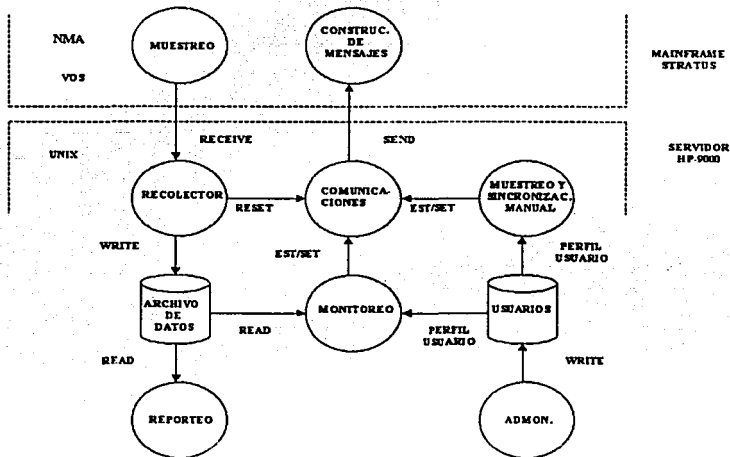 NMA
VOS
MUESTREO
CONSTRUC.
DE
MENSAJES
MAINFRAME
STRATUS
RECEIVE
SEND
UNIX
SERVIDOR
HP-9000
RECOLECTOR
RESET
COMUNICA-
CIONES
EST/SET
MUESTREO Y
SINCRONIZAC.
MANUAL
WRITE
EST/SET
PERFIL
USUARIO
ARCHIVO
DE
DATOS
READ
MONITOREO
PERFIL
USUARIO
USUARIOS
READ
WRITE
REPORTEO
ADMON.